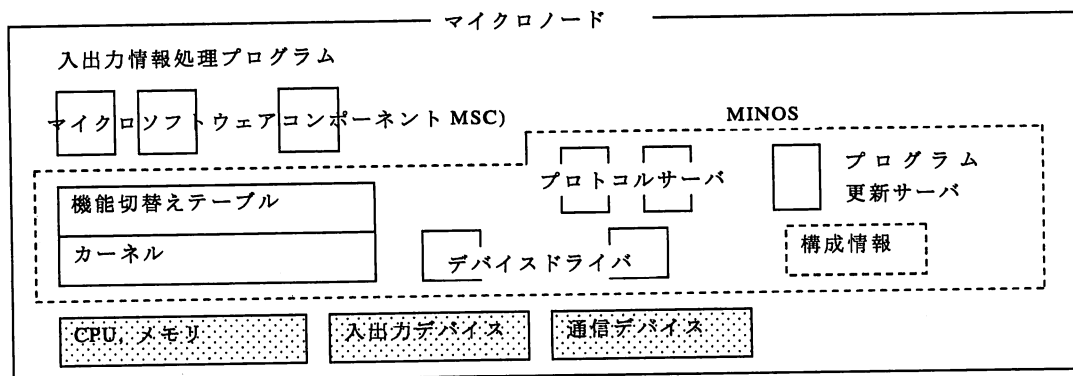 マイクロノード
入出力情報処理プログラム
マイクロソフトウェアコンポーネント MSC)
MINOS
プロトコルサーバ
プログラム
更新サーバ
機能切替えテーブル
カーネル
デバイスドライバ
構成情報
CPU, メモリ
入出力デバイス
通信デバイス